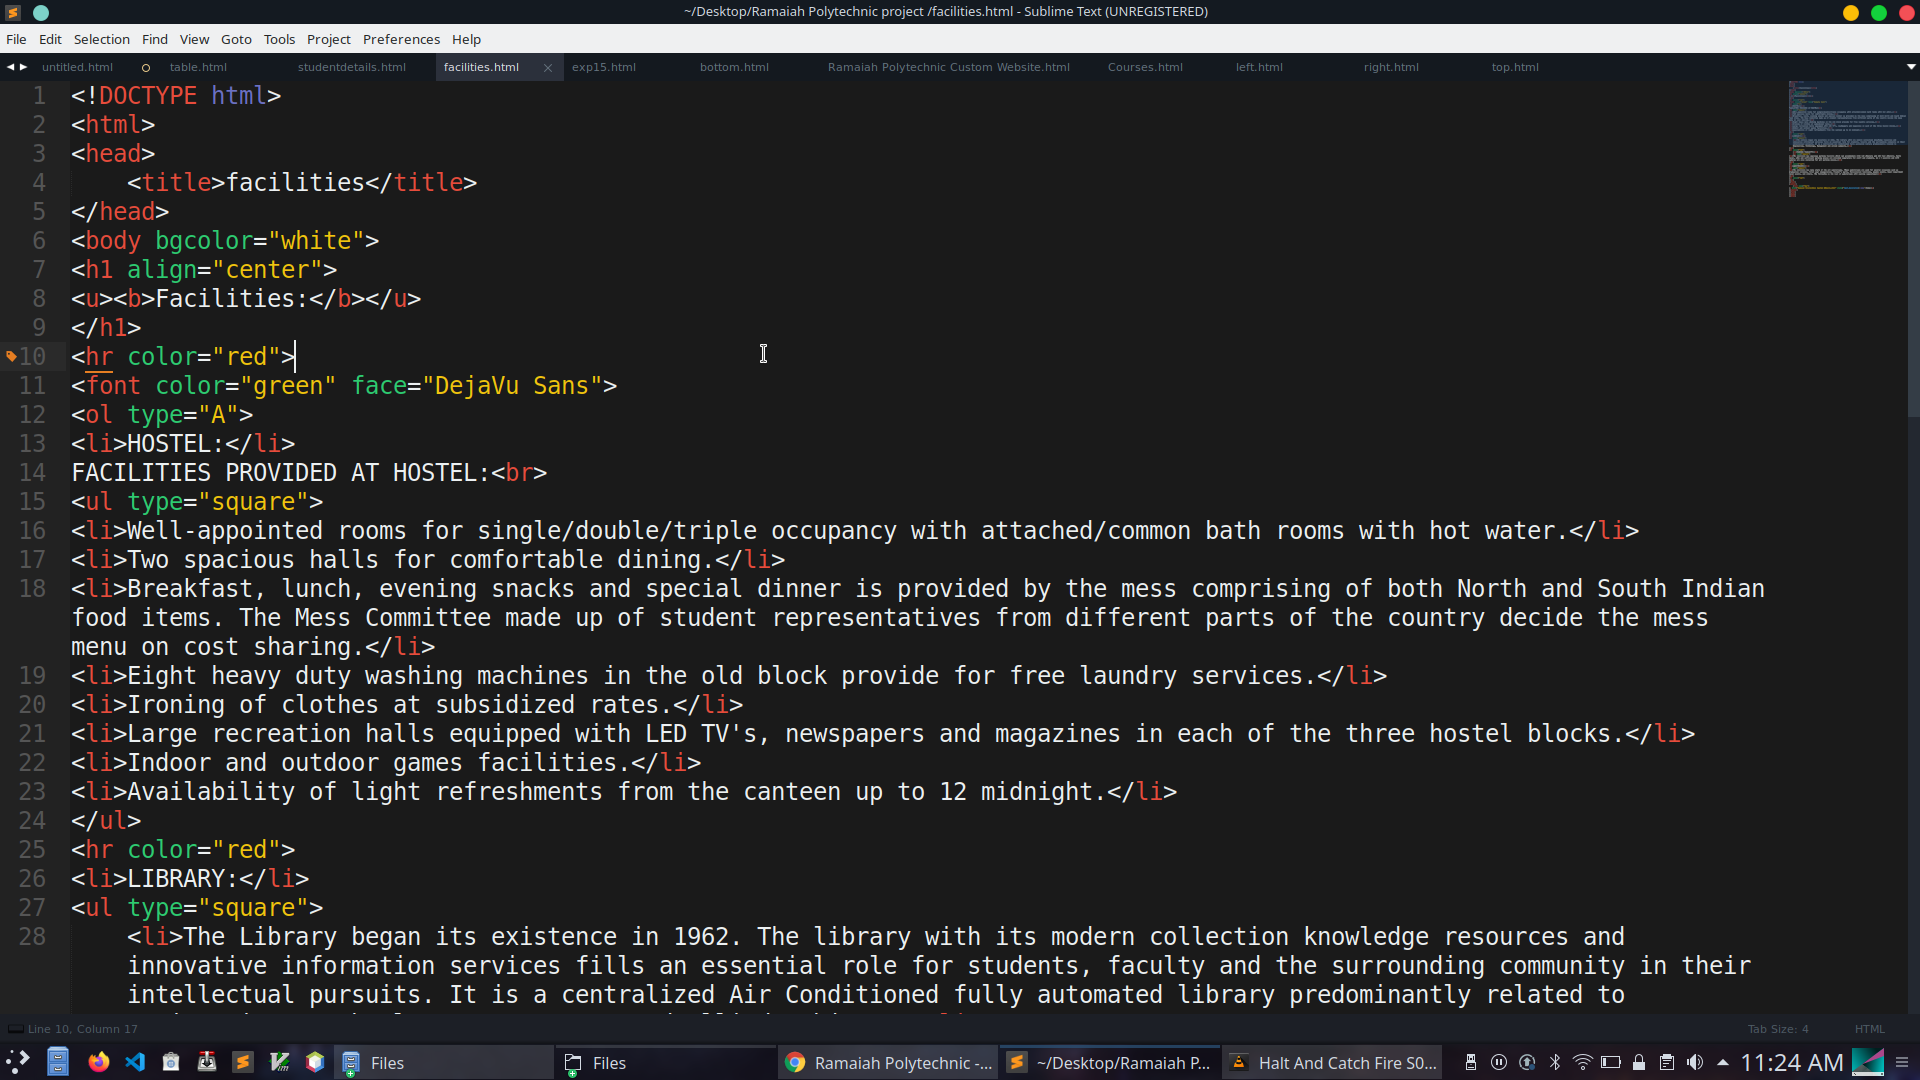 ~/Desktop/Ramaiah Polytechnic project /facilities.html - Sublime Text (UNREGISTERED)
File Edit Selection Find View Goto Tools Project Preferences Help
untitled.html table.html studentdetails.html facilities.html exp15.html bottom.html Ramaiah Polytechnic Custom Website.html Courses.html left.html right.html top.html
1 <!DOCTYPE html>
2 <html>
3 <head>
4 <title>facilities</title>
5 </head>
6 <body bgcolor="white">
7 <h1 align="center">
8 <u><b>Facilities:</b></u>
9 </h1>
10 <hr color="red">
11 <font color="green" face="DejaVu Sans">
12 <ol type="A">
13 <li>HOSTEL:</li>
14 FACILITIES PROVIDED AT HOSTEL:<br>
15 <ul type="square">
16 <li>Well-appointed rooms for single/double/triple occupancy with attached/common bath rooms with hot water.</li>
17 <li>Two spacious halls for comfortable dining.</li>
18 <li>Breakfast, lunch, evening snacks and special dinner is provided by the mess comprising of both North and South Indian
food items. The Mess Committee made up of student representatives from different parts of the country decide the mess
menu on cost sharing.</li>
19 <li>Eight heavy duty washing machines in the old block provide for free laundry services.</li>
20 <li>Ironing of clothes at subsidized rates.</li>
21 <li>Large recreation halls equipped with LED TV's, newspapers and magazines in each of the three hostel blocks.</li>
22 <li>Indoor and outdoor games facilities.</li>
23 <li>Availability of light refreshments from the canteen up to 12 midnight.</li>
24 </ul>
25 <hr color="red">
26 <li>LIBRARY:</li>
27 <ul type="square">
28 <li>The Library began its existence in 1962. The library with its modern collection knowledge resources and
innovative information services fills an essential role for students, faculty and the surrounding community in their
intellectual pursuits. It is a centralized Air Conditioned fully automated library predominantly related to
Line 10, Column 17 Tab Size: 4 HTML
Files Files Ramaiah Polytechnic -... ~/Desktop/Ramaiah P... Halt And Catch Fire S0... 11:24 AM